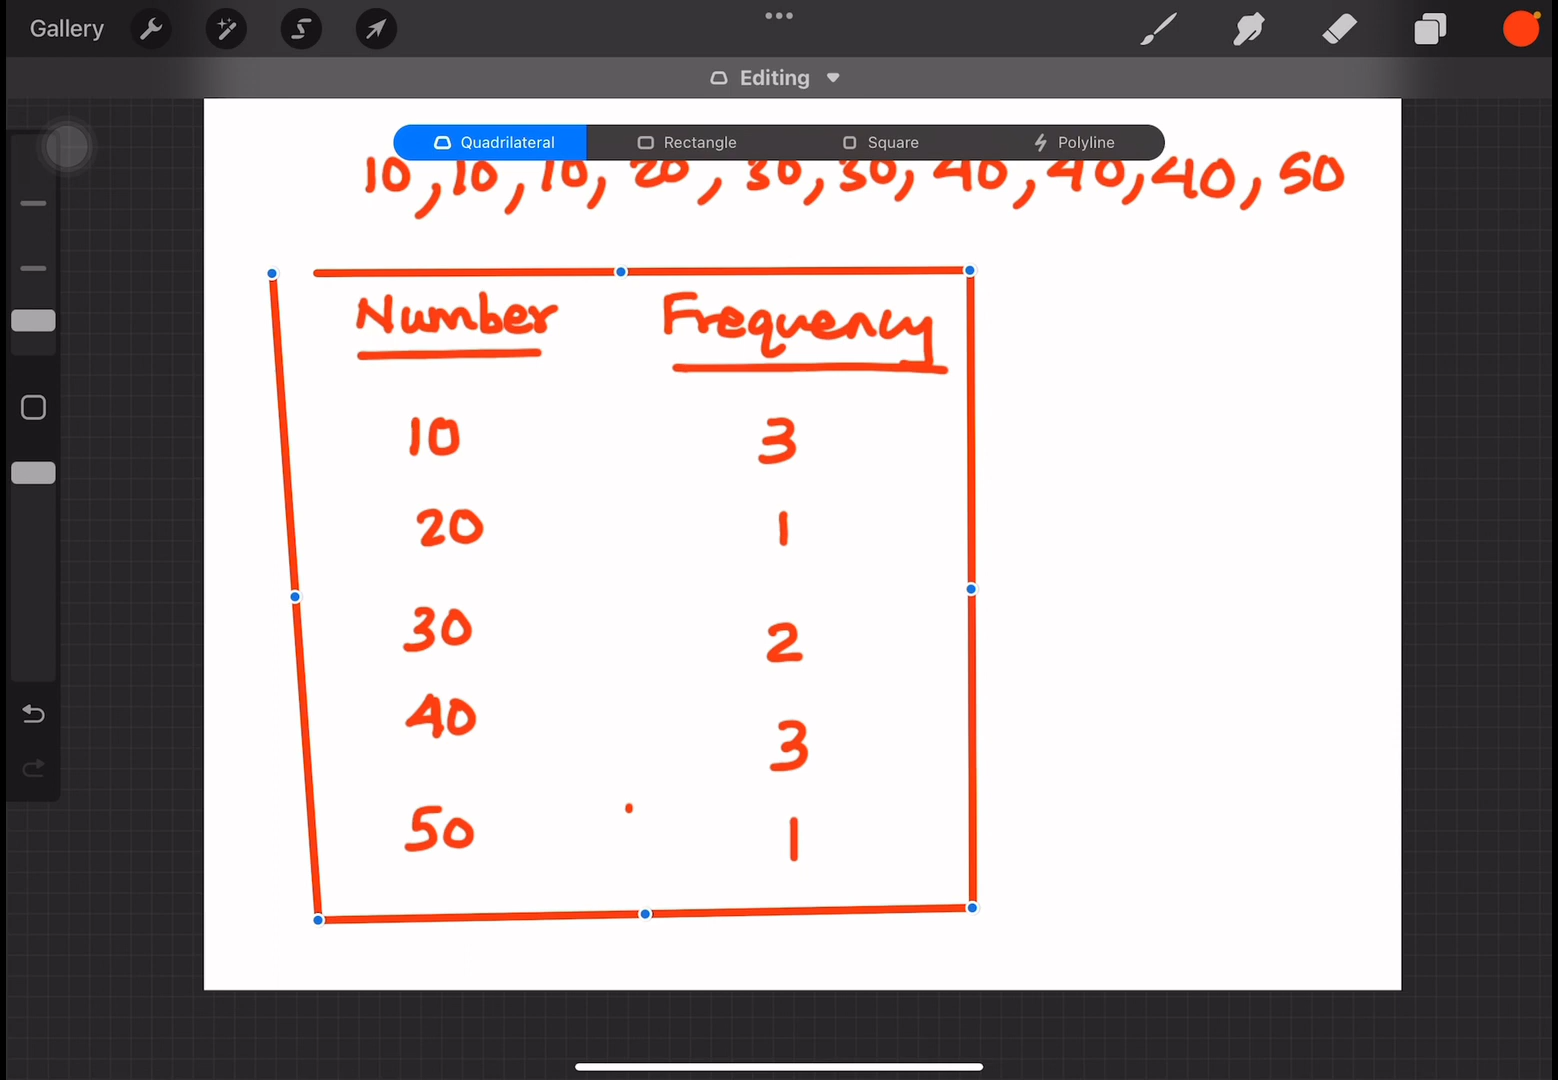 Gallery
Editing
Quadrilateral Rectangle Square Polyline
10, 10, 10, 20, 30, 30, 40, 40, 40, 50
Number Frequency
10 3
20 1
30 2
40 3
50 1